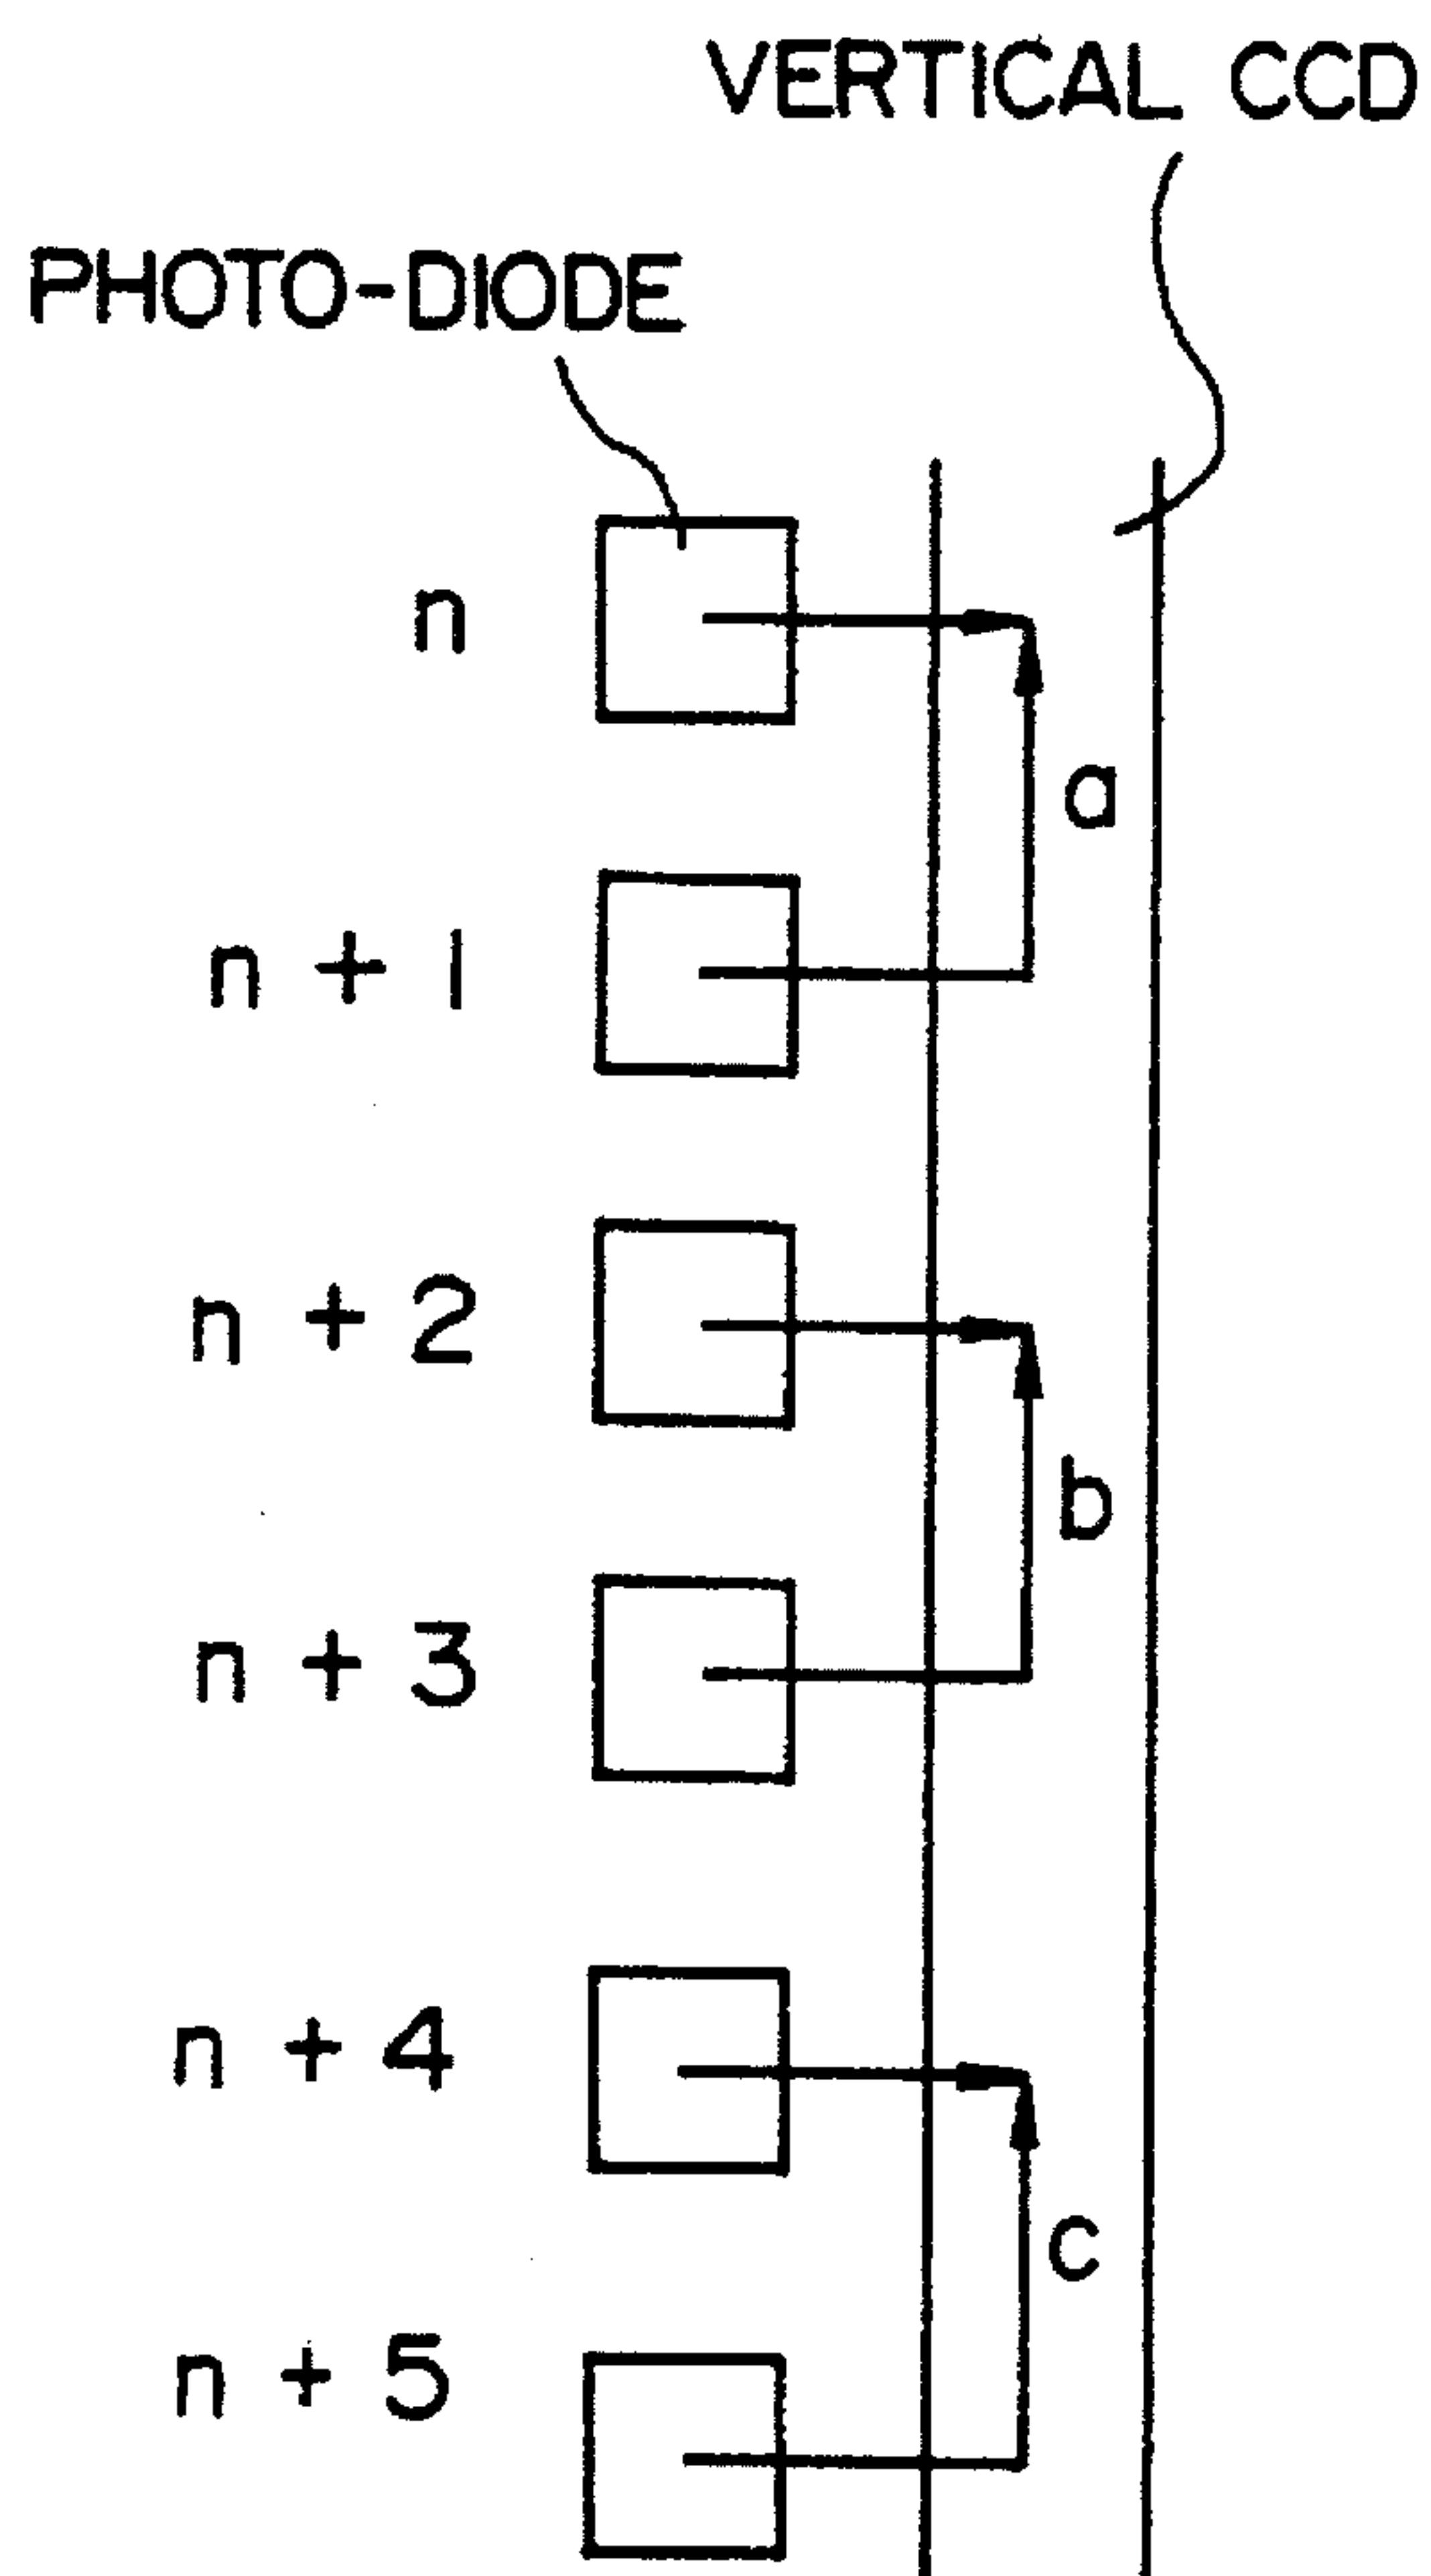 VERTICAL CCD
PHOTO-DIODE
n
a
n + 1
n + 2
b
n + 3
n + 4
c
n + 5